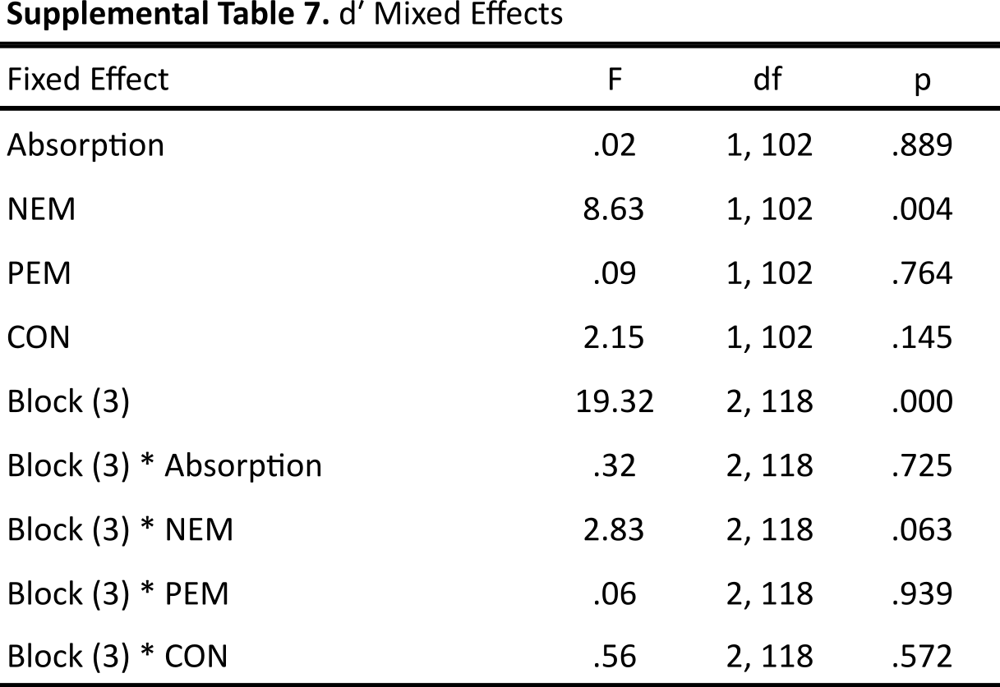 Supplemental Table 7. d′ Mixed Effects
Fixed Effect F df p
Absorption .02 1, 102 .889
NEM 8.63 1, 102 .004
PEM .09 1, 102 .764
CON 2.15 1, 102 .145
Block (3) 19.32 2, 118 .000
Block (3) * Absorption .32 2, 118 .725
Block (3) * NEM 2.83 2, 118 .063
Block (3) * PEM .06 2, 118 .939
Block (3) * CON .56 2, 118 .572